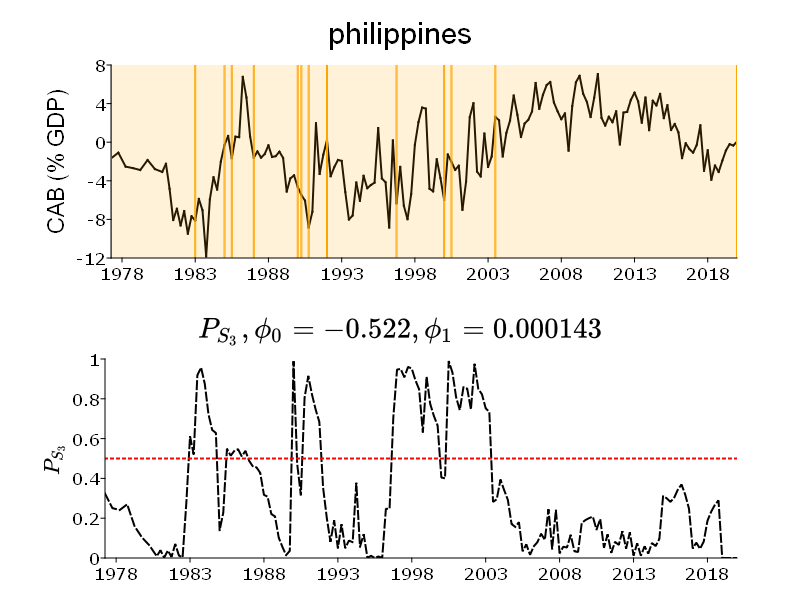 philippines
CAB (% GDP)
8
4
0
-4
-8
-12
1978 1983 1988 1993 1998 2003 2008 2013 2018
P_{S_3}, ϕ_0 = −0.522, ϕ_1 = 0.000143
P_{S_3}
1
0.8
0.6
0.4
0.2
0
1978 1983 1988 1993 1998 2003 2008 2013 2018